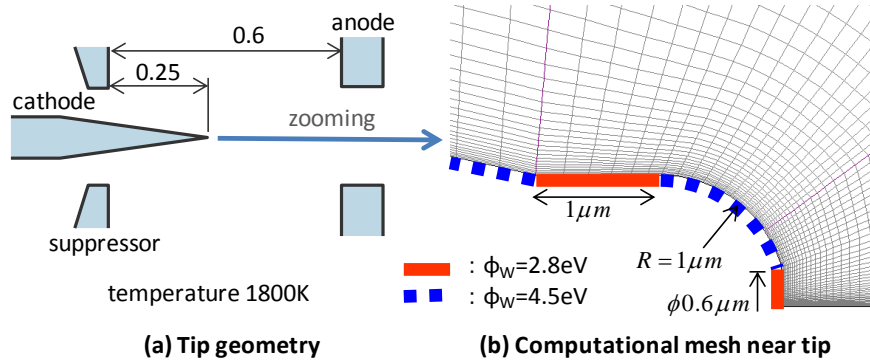 anode
0.6
0.25
cathode
zooming
suppressor
temperature 1800K
(a) Tip geometry
1μm
R = 1μm
: ϕw=2.8eV
: ϕw=4.5eV
ϕ0.6μm
(b) Computational mesh near tip